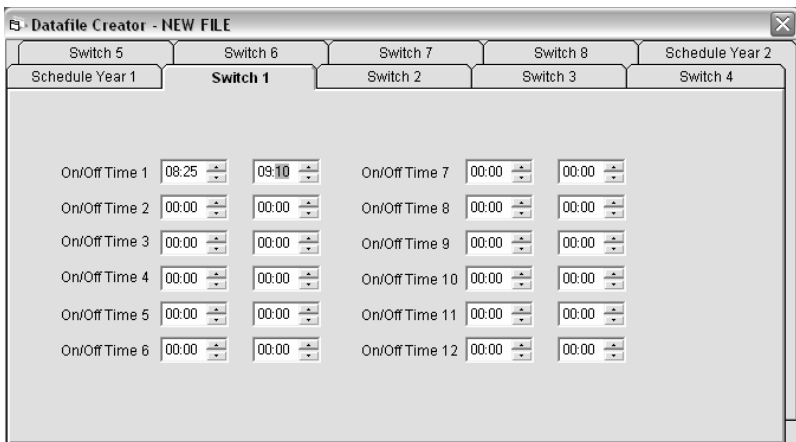 Datafile Creator - NEW FILE
Switch 5 Switch 6 Switch 7 Switch 8 Schedule Year 2
Schedule Year 1 Switch 1 Switch 2 Switch 3 Switch 4
On/Off Time 1 08:25 09:10 On/Off Time 7 00:00 00:00
On/Off Time 2 00:00 00:00 On/Off Time 8 00:00 00:00
On/Off Time 3 00:00 00:00 On/Off Time 9 00:00 00:00
On/Off Time 4 00:00 00:00 On/Off Time 10 00:00 00:00
On/Off Time 5 00:00 00:00 On/Off Time 11 00:00 00:00
On/Off Time 6 00:00 00:00 On/Off Time 12 00:00 00:00